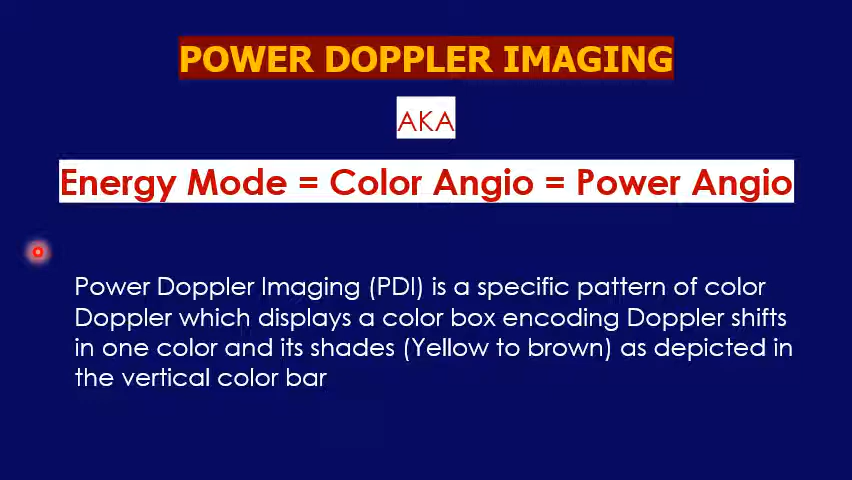 POWER DOPPLER IMAGING
AKA
Energy Mode = Color Angio = Power Angio
Power Doppler Imaging (PDI) is a specific pattern of color
Doppler which displays a color box encoding Doppler shifts
in one color and its shades (Yellow to brown) as depicted in
the vertical color bar